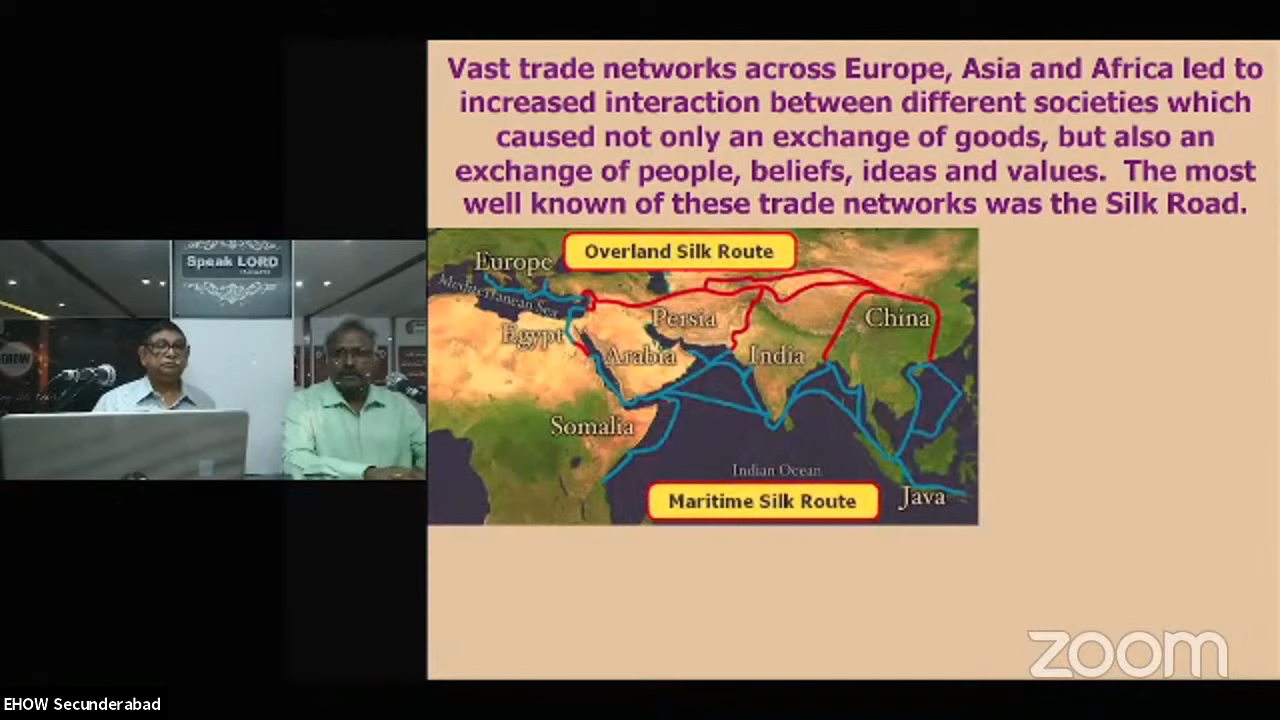 Vast trade networks across Europe, Asia and Africa led to
increased interaction between different societies which
caused not only an exchange of goods, but also an
exchange of people, beliefs, ideas and values. The most
well known of these trade networks was the Silk Road.
Overland Silk Route
Europe
Mediterranean Sea
Egypt
Persia
Arabia
India
China
Somalia
Indian Ocean
Java
Maritime Silk Route
Speak LORD
zoom
EHOW Secunderabad